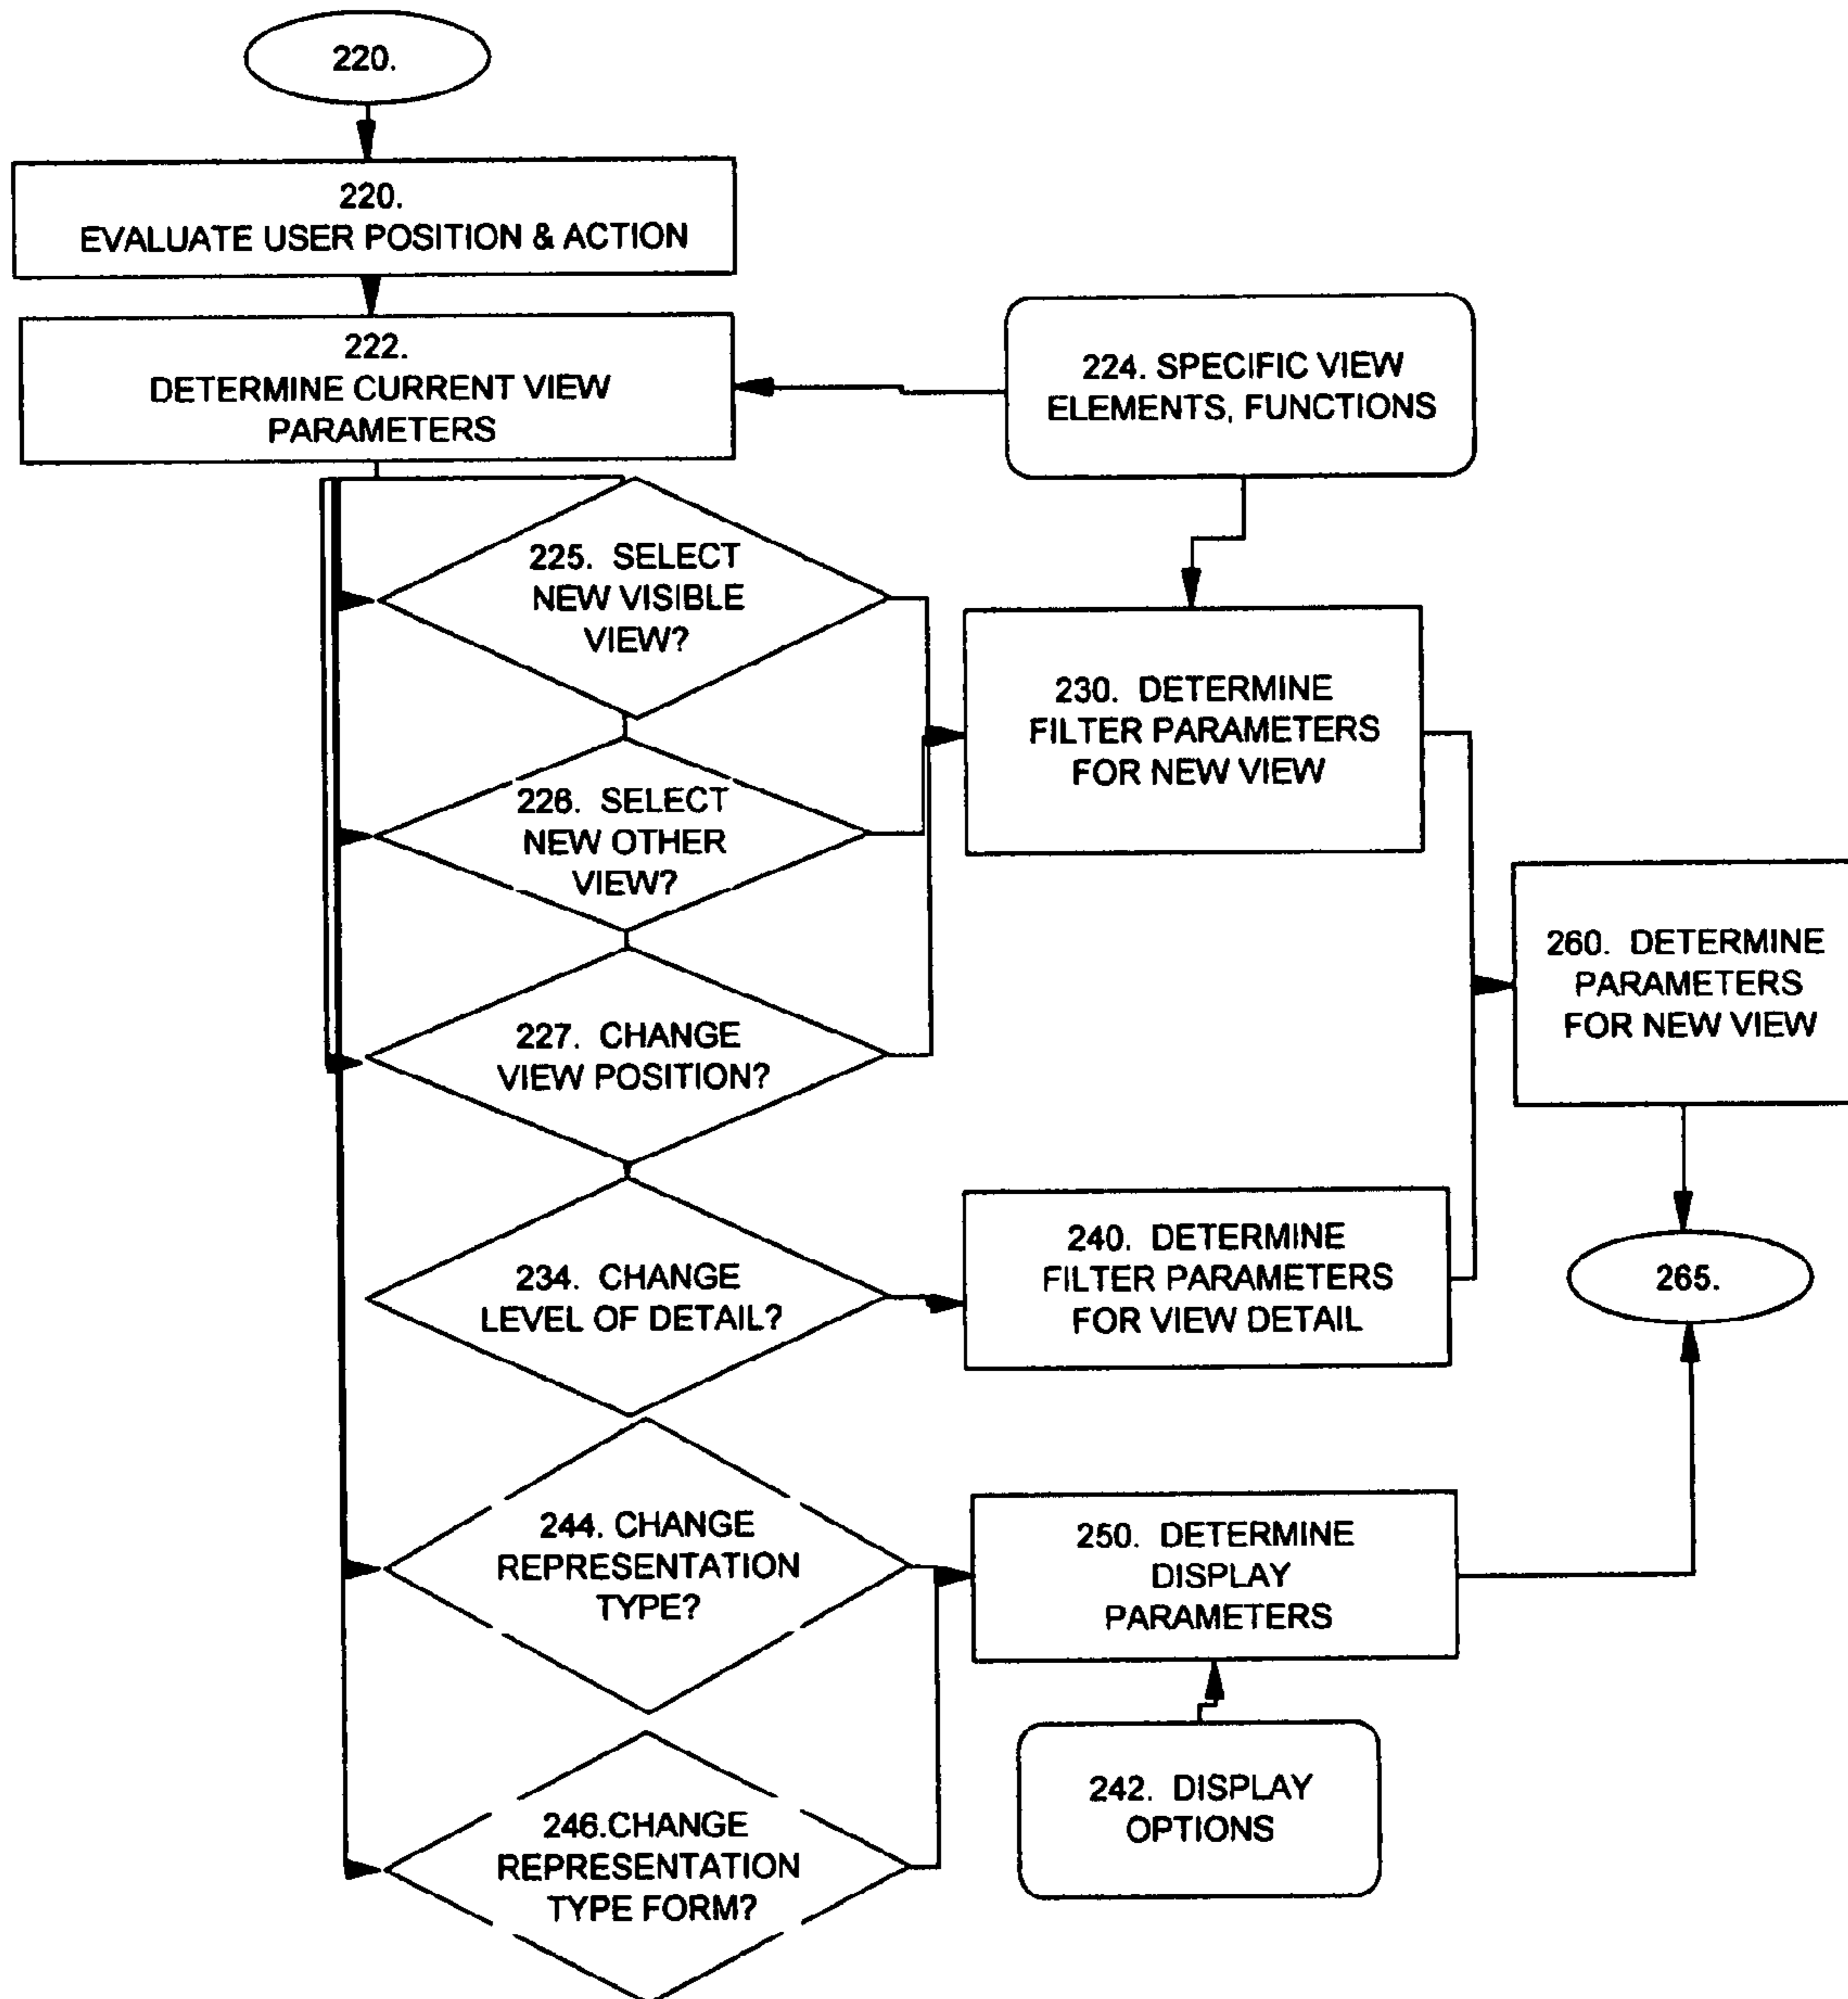 220.
220.
EVALUATE USER POSITION & ACTION
222.
DETERMINE CURRENT VIEW
PARAMETERS
224. SPECIFIC VIEW
ELEMENTS, FUNCTIONS
225. SELECT
NEW VISIBLE
VIEW?
226. SELECT
NEW OTHER
VIEW?
227. CHANGE
VIEW POSITION?
230. DETERMINE
FILTER PARAMETERS
FOR NEW VIEW
260. DETERMINE
PARAMETERS
FOR NEW VIEW
234. CHANGE
LEVEL OF DETAIL?
240. DETERMINE
FILTER PARAMETERS
FOR VIEW DETAIL
265.
244. CHANGE
REPRESENTATION
TYPE?
250. DETERMINE
DISPLAY
PARAMETERS
246.CHANGE
REPRESENTATION
TYPE FORM?
242. DISPLAY
OPTIONS